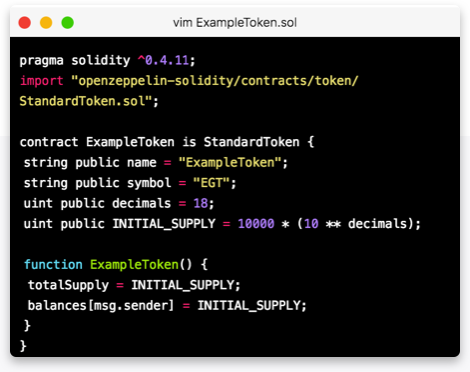 vim ExampleToken.sol
pragma solidity ^0.4.11;
import "openzeppelin-solidity/contracts/token/
StandardToken.sol";
contract ExampleToken is StandardToken {
string public name = "ExampleToken";
string public symbol = "EGT";
uint public decimals = 18;
uint public INITIAL_SUPPLY = 10000 * (10 ** decimals);
function ExampleToken() {
totalSupply = INITIAL_SUPPLY;
balances[msg.sender] = INITIAL_SUPPLY;
}
}